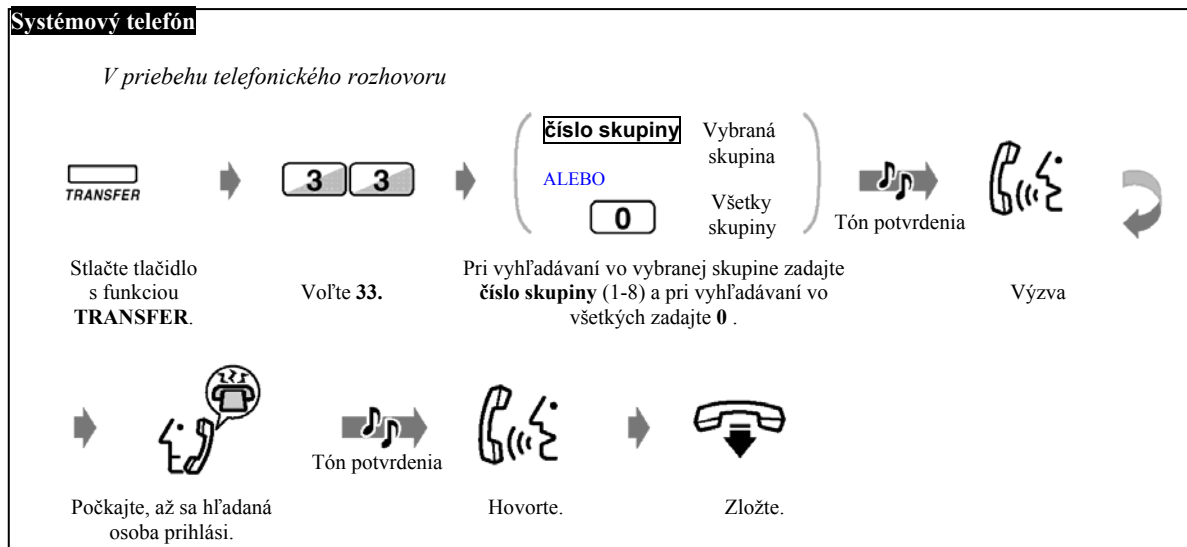 Systémový telefón
V priebehu telefonického rozhovoru
TRANSFER
3 3
číslo skupiny
Vybraná
skupina
ALEBO
0
Všetky
skupiny
Tón potvrdenia
Stlačte tlačidlo
s funkciou
TRANSFER.
Voľte 33.
Pri vyhľadávaní vo vybranej skupine zadajte
číslo skupiny (1-8) a pri vyhľadávaní vo
všetkých zadajte 0 .
Výzva
Tón potvrdenia
Počkajte, až sa hľadaná
osoba prihlási.
Hovorte.
Zložte.